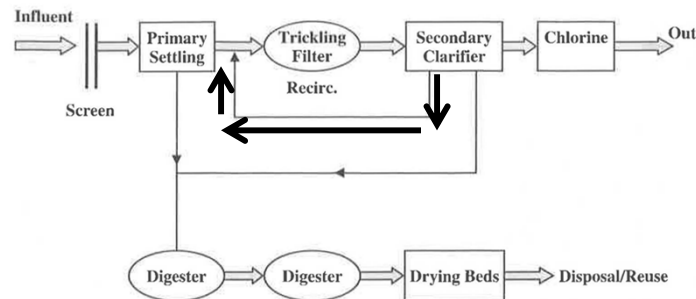 Influent
Out
Primary
Settling
Trickling
Filter
Secondary
Clarifier
Chlorine
Recirc.
Screen
Digester
Digester
Drying Beds
Disposal/Reuse